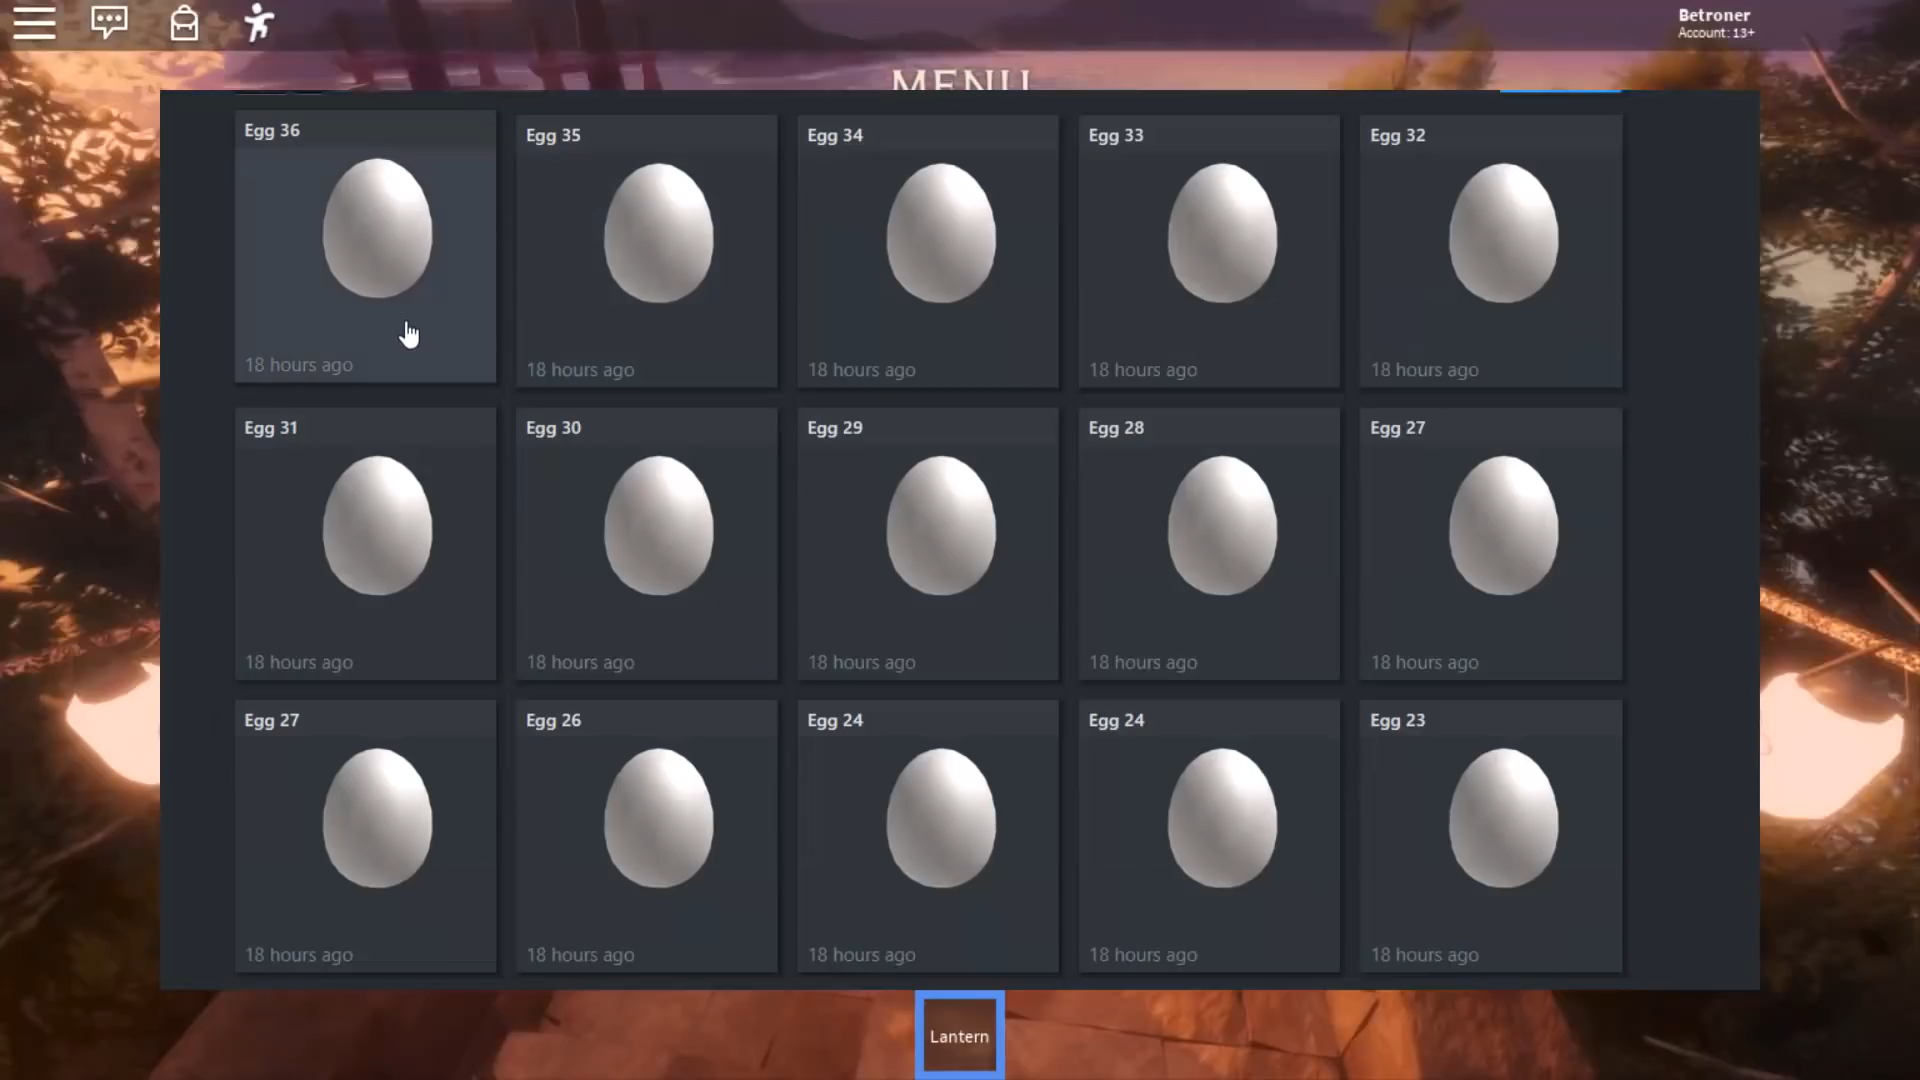 Betroner
Account: 13+
MENU
Egg 36
Egg 35
Egg 34
Egg 33
Egg 32
18 hours ago
18 hours ago
18 hours ago
18 hours ago
18 hours ago
Egg 31
Egg 30
Egg 29
Egg 28
Egg 27
18 hours ago
18 hours ago
18 hours ago
18 hours ago
18 hours ago
Egg 27
Egg 26
Egg 24
Egg 24
Egg 23
18 hours ago
18 hours ago
18 hours ago
18 hours ago
18 hours ago
Lantern